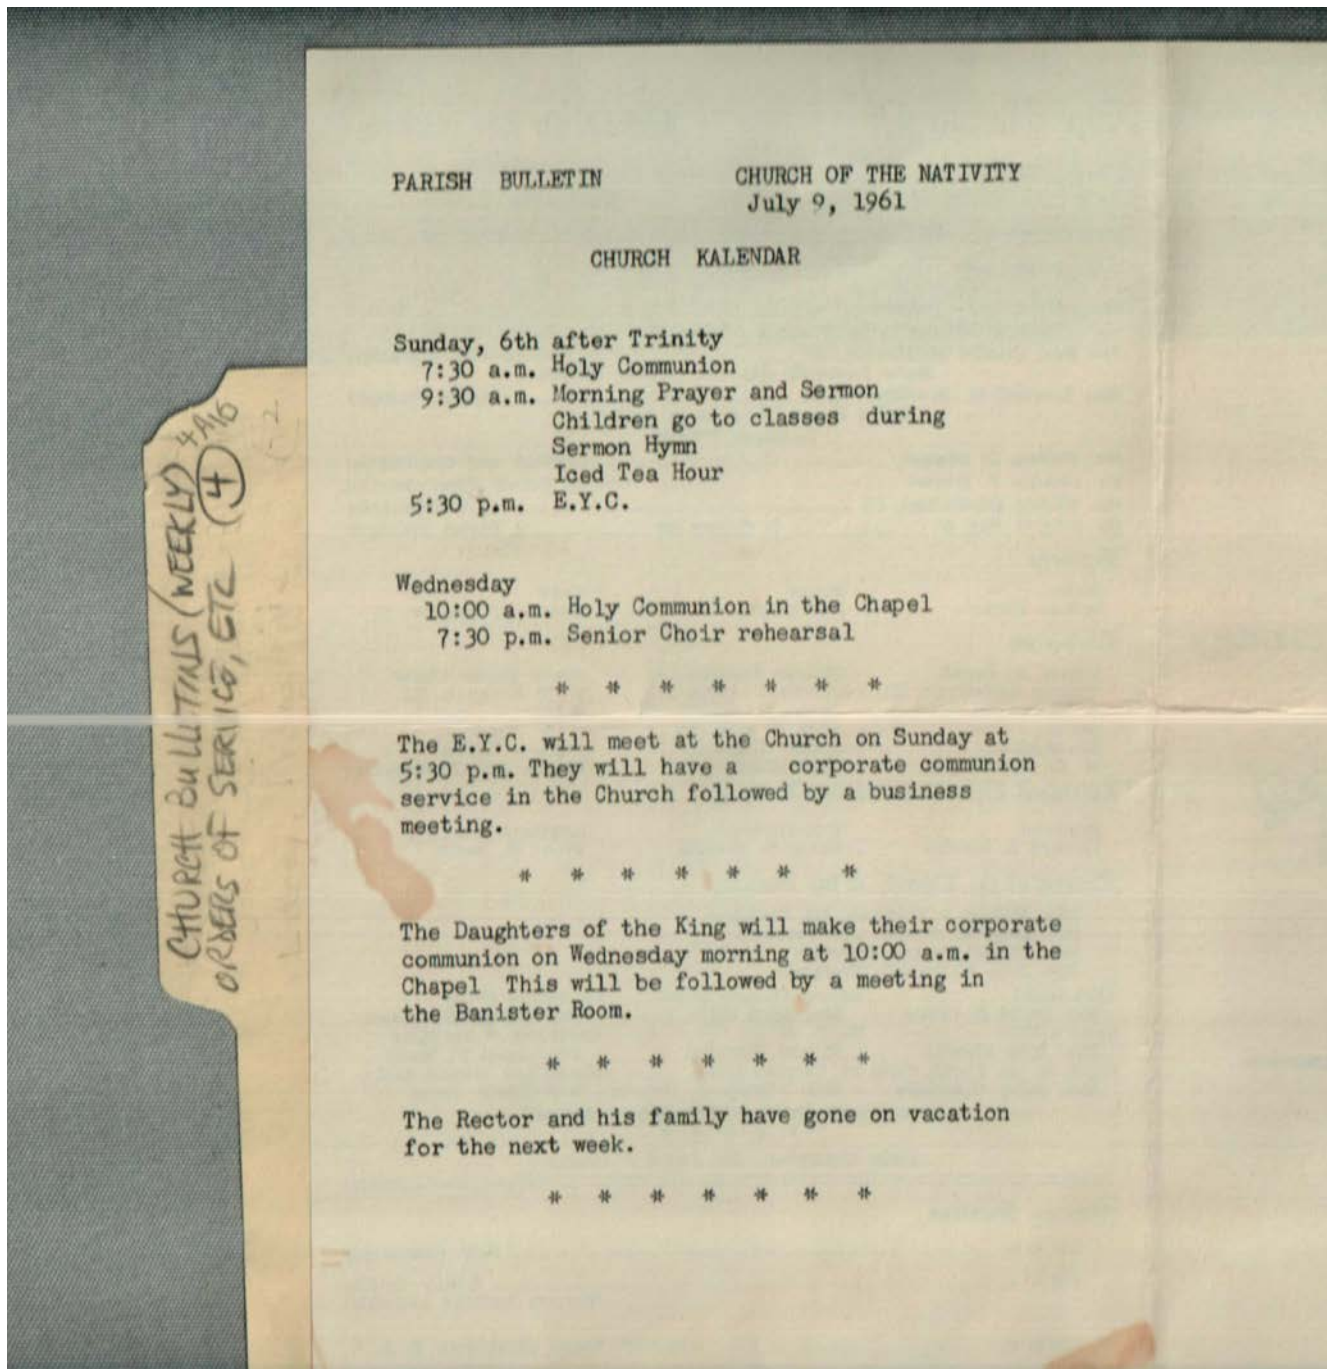 PARISH BULLETIN CHURCH OF THE NATIVITY
July 9, 1961
CHURCH KALENDAR
Sunday, 6th after Trinity
7:30 a.m. Holy Communion
9:30 a.m. Morning Prayer and Sermon
Children go to classes during
Sermon Hymn
Iced Tea Hour
5:30 p.m. E.Y.C.
Wednesday
10:00 a.m. Holy Communion in the Chapel
7:30 p.m. Senior Choir rehearsal
* * * * * * *
The E.Y.C. will meet at the Church on Sunday at
5:30 p.m. They will have a corporate communion
service in the Church followed by a business
meeting.
* * * * * * *
The Daughters of the King will make their corporate
communion on Wednesday morning at 10:00 a.m. in the
Chapel This will be followed by a meeting in
the Banister Room.
* * * * * * *
The Rector and his family have gone on vacation
for the next week.
* * * * * * *
CHURCH BULLITINS (WEEKLY)
ORDERS OF SERVICE, ETC (4)